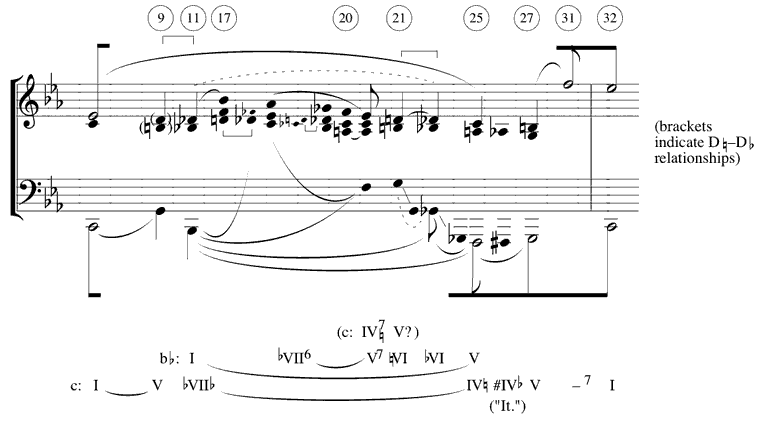 9 11 17 20 21 25 27 31 32
(brackets
indicate D♮–D♭
relationships)
(c: IV♮7 V?)
b♭: I ♭VII6 V7 ♮VI ♭VI V
c: I V ♭VII♭ IV♮ #IV♭ V –7 I
("It.")